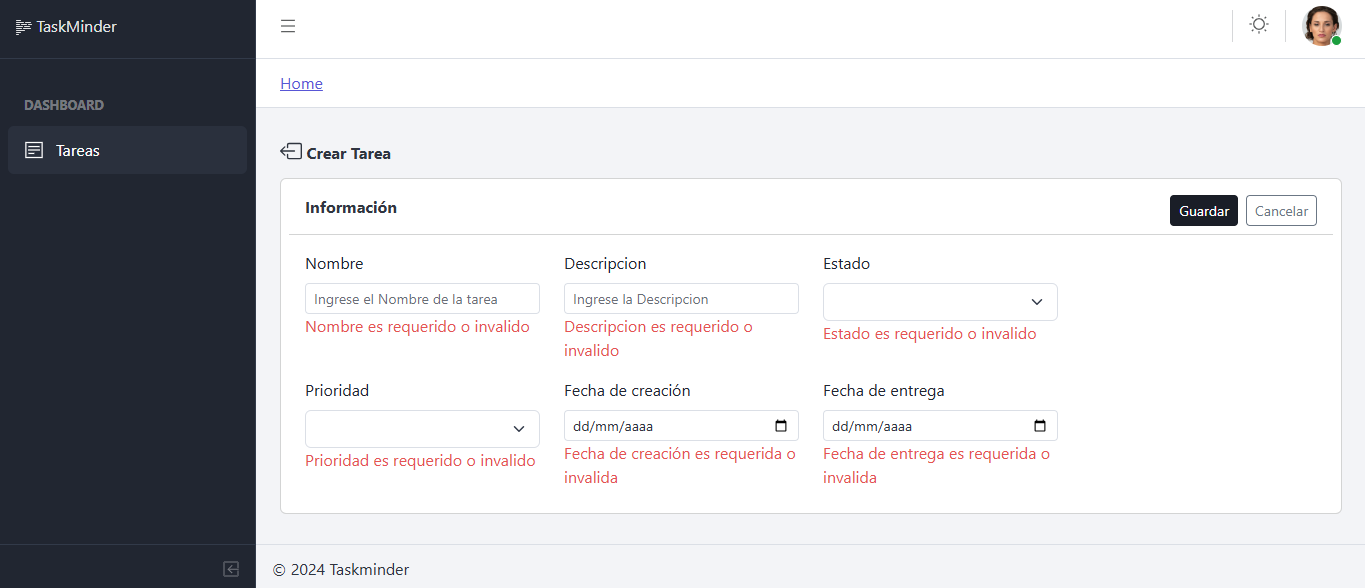 TaskMinder
Home
DASHBOARD
Tareas
Crear Tarea
Información
Guardar
Cancelar
Nombre
Descripcion
Estado
Ingrese el Nombre de la tarea
Ingrese la Descripcion
Nombre es requerido o invalido
Descripcion es requerido o
invalido
Estado es requerido o invalido
Prioridad
Fecha de creación
Fecha de entrega
dd/mm/aaaa
dd/mm/aaaa
Prioridad es requerido o invalido
Fecha de creación es requerida o
invalida
Fecha de entrega es requerida o
invalida
© 2024 Taskminder